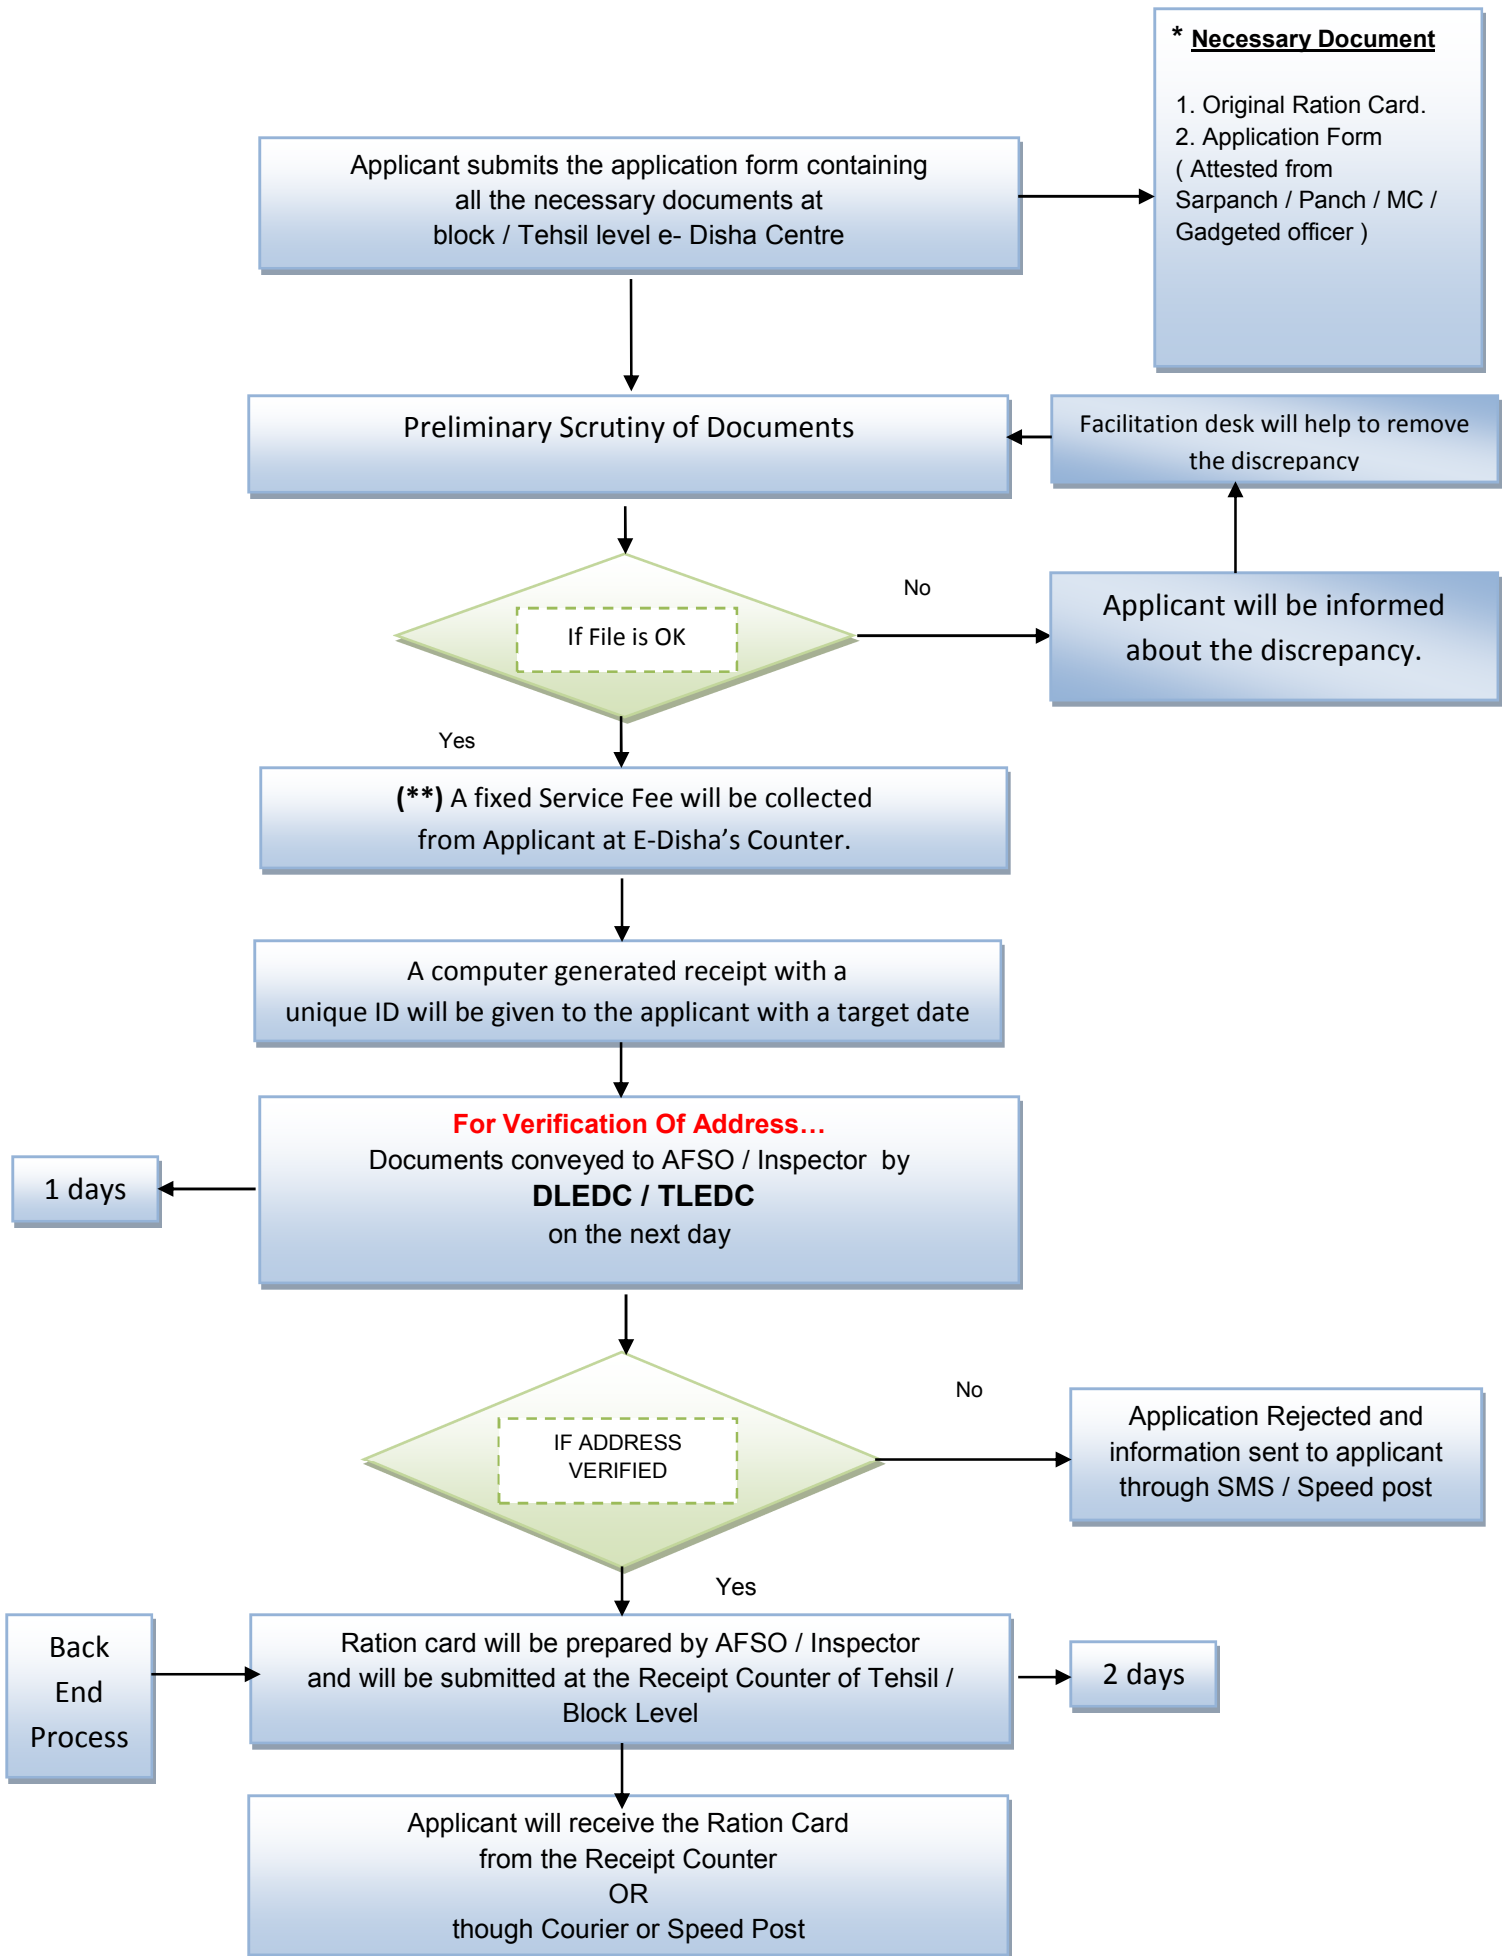 * Necessary Document
1. Original Ration Card.
2. Application Form
( Attested from
Sarpanch / Panch / MC /
Gadgeted officer )
Applicant submits the application form containing
all the necessary documents at
block / Tehsil level e- Disha Centre
Preliminary Scrutiny of Documents
Facilitation desk will help to remove
the discrepancy
If File is OK
No
Applicant will be informed
about the discrepancy.
Yes
(**) A fixed Service Fee will be collected
from Applicant at E-Disha’s Counter.
A computer generated receipt with a
unique ID will be given to the applicant with a target date
For Verification Of Address…
Documents conveyed to AFSO / Inspector by
DLEDC / TLEDC
on the next day
1 days
IF ADDRESS
VERIFIED
No
Application Rejected and
information sent to applicant
through SMS / Speed post
Yes
Back
End
Process
Ration card will be prepared by AFSO / Inspector
and will be submitted at the Receipt Counter of Tehsil /
Block Level
2 days
Applicant will receive the Ration Card
from the Receipt Counter
OR
though Courier or Speed Post